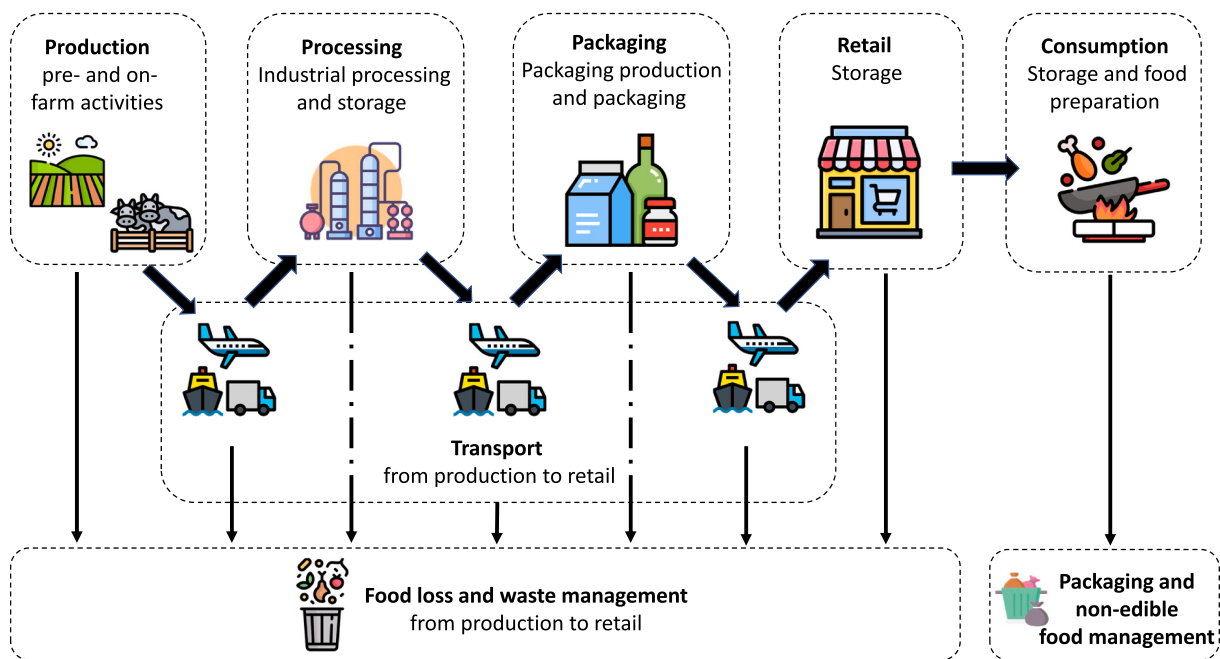 Production
pre- and on-
farm activities
Processing
Industrial processing
and storage
Packaging
Packaging production
and packaging
Retail
Storage
Consumption
Storage and food
preparation
Transport
from production to retail
Food loss and waste management
from production to retail
Packaging and
non-edible
food management